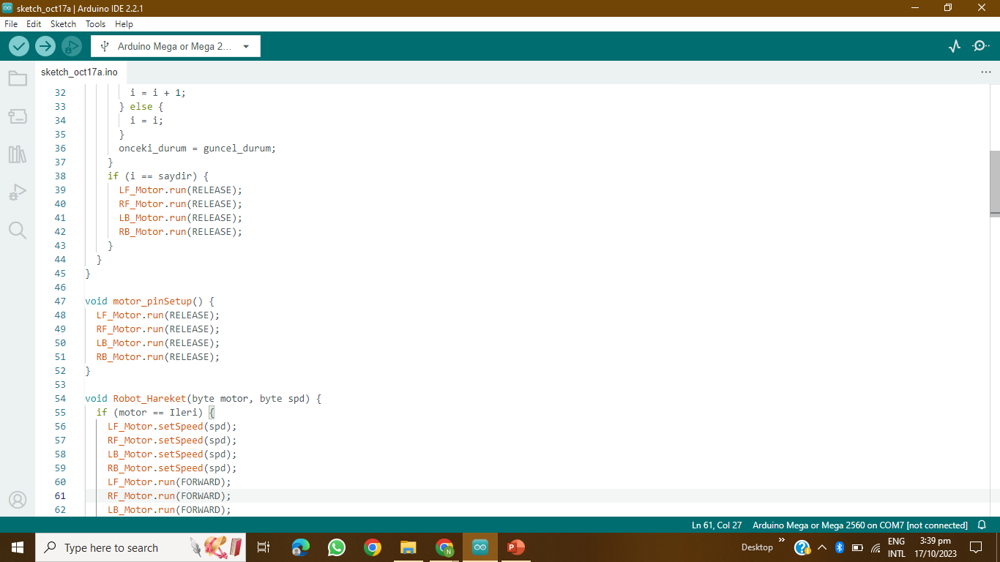 sketch_oct17a | Arduino IDE 2.2.1
File Edit Sketch Tools Help
Arduino Mega or Mega 2...
sketch_oct17a.ino
32 i = i + 1;
33 } else {
34 i = i;
35 }
36 onceki_durum = guncel_durum;
37 }
38 if (i == saydir) {
39 LF_Motor.run(RELEASE);
40 RF_Motor.run(RELEASE);
41 LB_Motor.run(RELEASE);
42 RB_Motor.run(RELEASE);
43 }
44 }
45 }
46
47 void motor_pinSetup() {
48 LF_Motor.run(RELEASE);
49 RF_Motor.run(RELEASE);
50 LB_Motor.run(RELEASE);
51 RB_Motor.run(RELEASE);
52 }
53
54 void Robot_Hareket(byte motor, byte spd) {
55 if (motor == Ileri) {
56 LF_Motor.setSpeed(spd);
57 RF_Motor.setSpeed(spd);
58 LB_Motor.setSpeed(spd);
59 RB_Motor.setSpeed(spd);
60 LF_Motor.run(FORWARD);
61 RF_Motor.run(FORWARD);
62 LB_Motor.run(FORWARD);
Ln 61, Col 27 Arduino Mega or Mega 2560 on COM7 [not connected]
Type here to search
Desktop
ENG
INTL
3:39 pm
17/10/2023